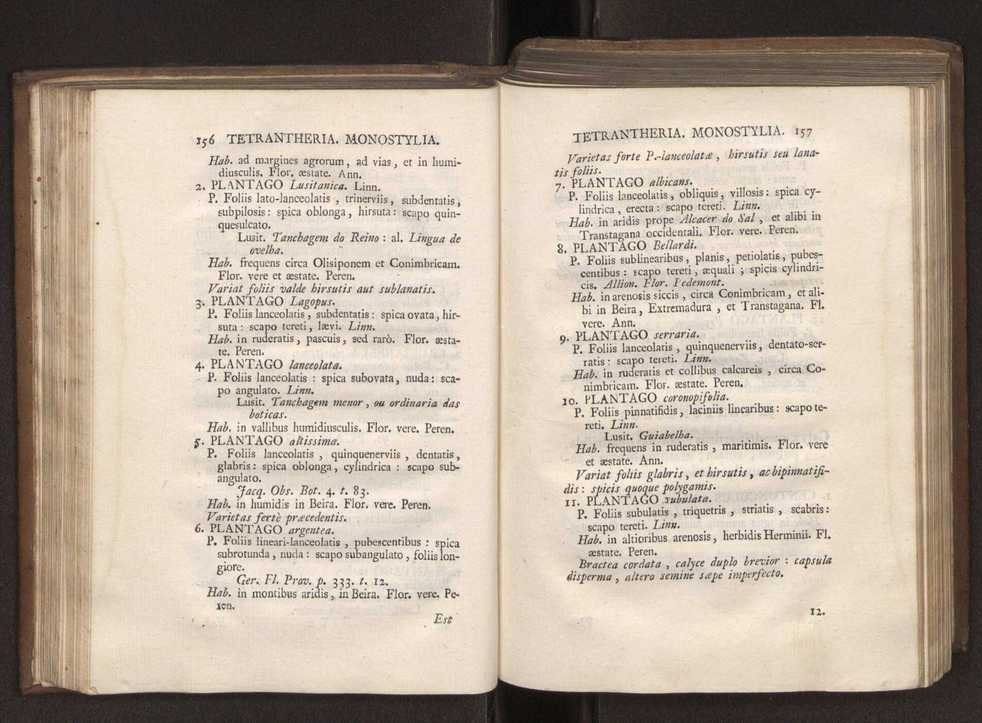 156 TETRANTHERIA. MONOSTYLIA.
Hab. ad margines agrorum, ad vias, et in humi-
diusculis. Flor. æstate. Ann.
2. PLANTAGO Lusitanica. Linn.
P. Foliis lato-lanceolatis, trinerviis, subdentatis,
subpilosis: spica oblonga, hirsuta: scapo quin-
quesulcato.
Lusit. Tanchagem do Reino: al. Lingua de
ovelha.
Hab. frequens circa Olisiponem et Conimbricam.
Flor. vere et æstate. Peren.
Variat foliis valde hirsutis aut sublanatis.
3. PLANTAGO Lagopus.
P. Foliis lanceolatis, subdentatis: spica ovata, hir-
suta: scapo tereti, lævi. Linn.
Hab. in ruderatis, pascuis, sed rarò. Flor. æsta-
te. Peren.
4. PLANTAGO lanceolata.
P. Foliis lanceolatis: spica subovata, nuda: sca-
po angulato. Linn.
Lusit. Tanchagem menor, ou ordinaria das
boticas.
Hab. in vallibus humidiusculis. Flor. vere. Peren.
5. PLANTAGO altissima.
P. Foliis lanceolatis, quinquenerviis, dentatis,
glabris: spica oblonga, cylindrica: scapo sub-
angulato.
Jacq. Obs. Bot. 4. t. 83.
Hab. in humidis in Beira. Flor. vere. Peren.
Varietas fertè præcedentis.
6. PLANTAGO argentea.
P. Foliis lineari-lanceolatis, pubescentibus: spica
subrotunda, nuda: scapo subangulato, foliis lon-
giore.
Ger. Fl. Prov. p. 333. t. 12.
Hab. in montibus aridis, in Beira. Flor. vere. Pe-
ren.
Est
TETRANTHERIA. MONOSTYLIA. 157
Varietas forte P.-lanceolatæ, hirsutis seu lana-
tis foliis.
7. PLANTAGO albicans.
P. Foliis lanceolatis, obliquis, villosis: spica cy-
lindrica, erecta: scapo tereti. Linn.
Hab. in aridis prope Alcacer do Sal, et alibi in
Transtagana occidentali. Flor. vere. Peren.
8. PLANTAGO Bellardi.
P. Foliis sublinearibus, planis, petiolatis, pubes-
centibus: scapo tereti, æquali; spicis cylindri-
cis. Allion. Flor. Pedemont.
Hab. in arenosis siccis, circa Conimbricam, et ali-
bi in Beira, Extremadura, et Transtagana. Fl.
vere. Ann.
9. PLANTAGO serraria.
P. Foliis lanceolatis, quinquenerviis, dentato-ser-
ratis: scapo tereti. Linn.
Hab. in ruderatis et collibus calcareis, circa Co-
nimbricam. Flor. æstate. Peren.
10. PLANTAGO coronopifolia.
P. Foliis pinnatifidis, laciniis linearibus: scapo te-
reti. Linn.
Lusit. Guiabelha.
Hab. frequens in ruderatis, maritimis. Flor. vere
et æstate. Ann.
Variat foliis glabris, et hirsutis, ac bipinnatifi-
dis: spicis quoque polygamis.
11. PLANTAGO subulata.
P. Foliis subulatis, triquetris, striatis, scabris:
scapo tereti. Linn.
Hab. in altioribus arenosis, herbidis Herminii. Fl.
æstate. Peren.
Bractea cordata, calyce duplo brevior: capsula
disperma, altero semine sæpe imperfecto.
12.